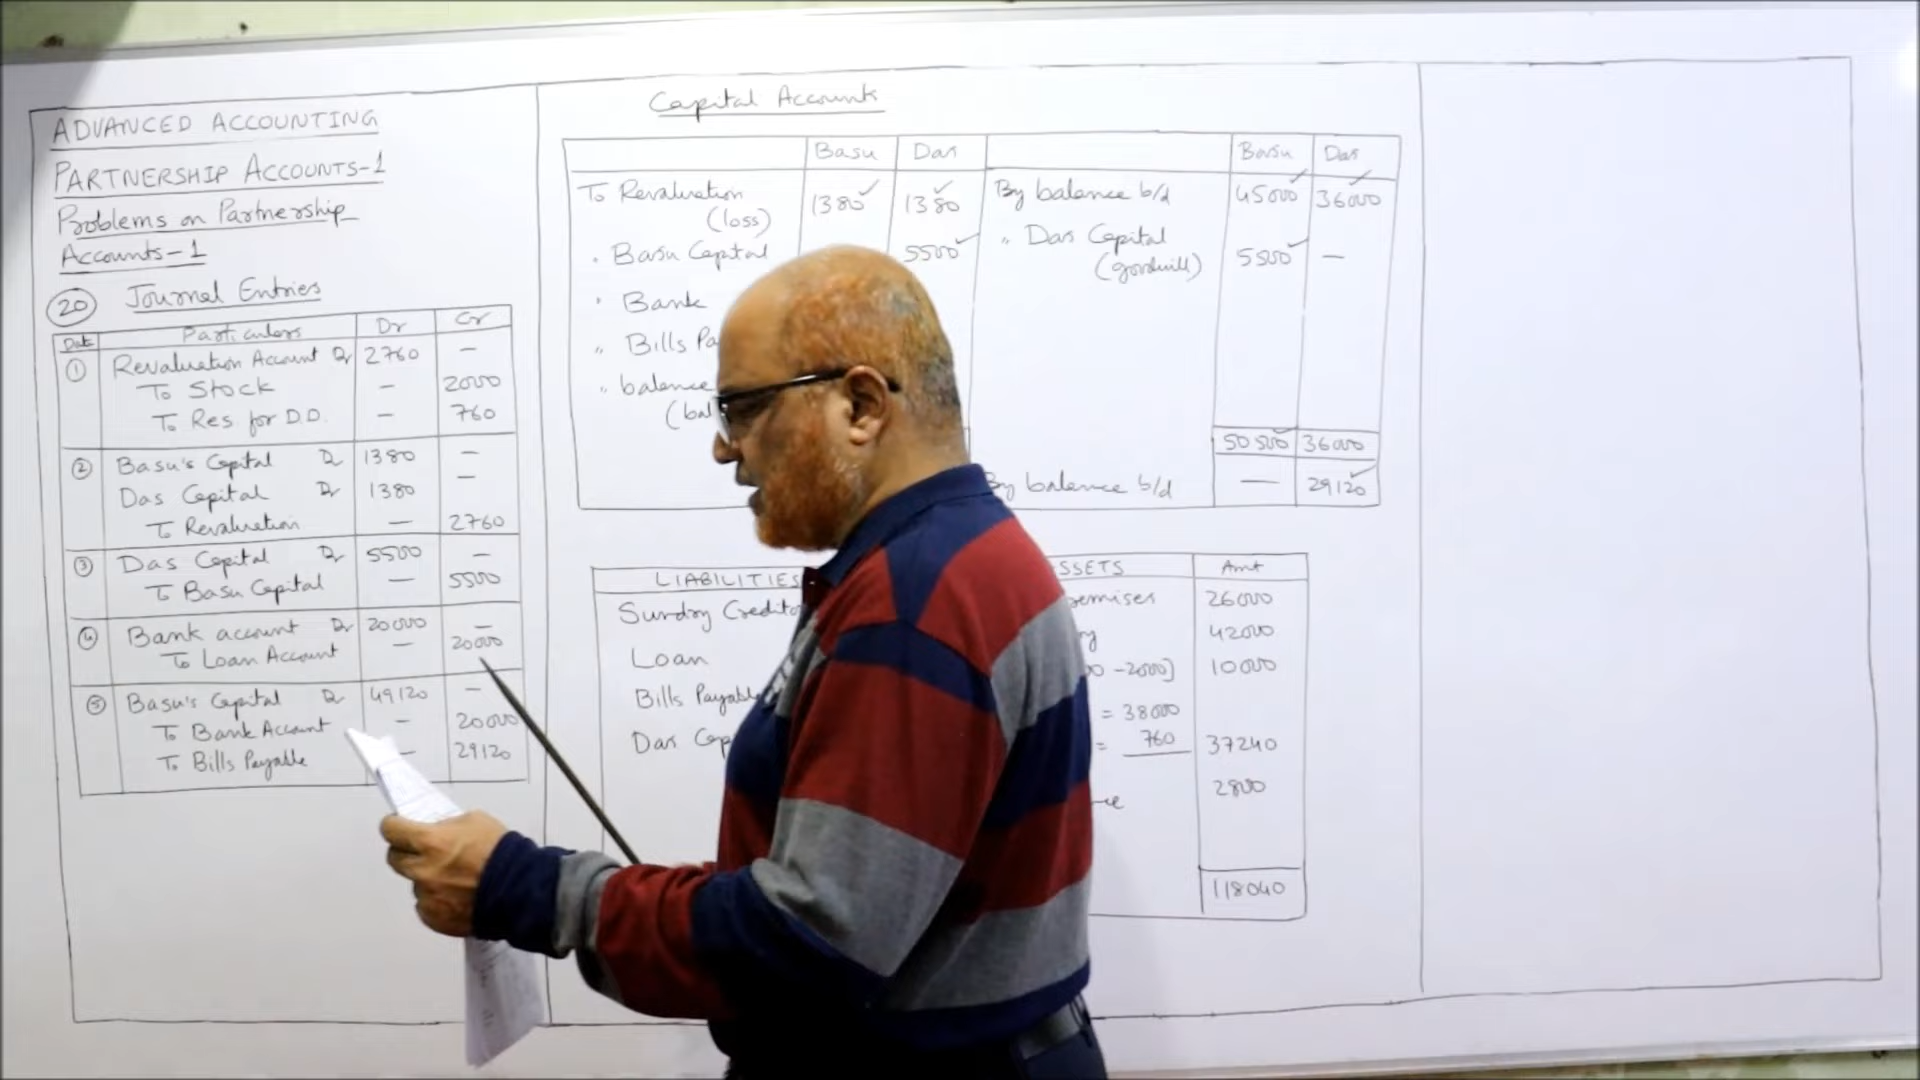 ADVANCED ACCOUNTING
PARTNERSHIP ACCOUNTS-1
Problems on Partnership
Accounts-1
20 Journal Entries
Date Particulars Dr Cr
1 Revaluation Account Dr 2760 —
To Stock — 2000
To Res for D.D. — 760
2 Basu's Capital Dr 1380 —
Das Capital Dr 1380 —
To Revaluation — 2760
3 Das Capital Dr 5500 —
To Basu Capital — 5500
4 Bank account Dr 20000 —
To Loan Account — 20000
5 Basu's Capital Dr 49120 —
To Bank Account — 20000
To Bills Payable — 29120
Capital Accounts
Basu Das Basu Das
To Revaluation 1380 1380 By balance b/d 45000 36000
(loss)
" Basu Capital 5500 " Das Capital 5500 —
(goodwill)
" Bank
" Bills Pa
" balance
(bal
50500 36000
By balance b/d — 29120
LIABILITIES SSETS Amt
Sundry Credito emises 26000
Loan 42000
-2000] 10000
Bills Payable = 38000
Das Cap = 760 37240
2800
118040